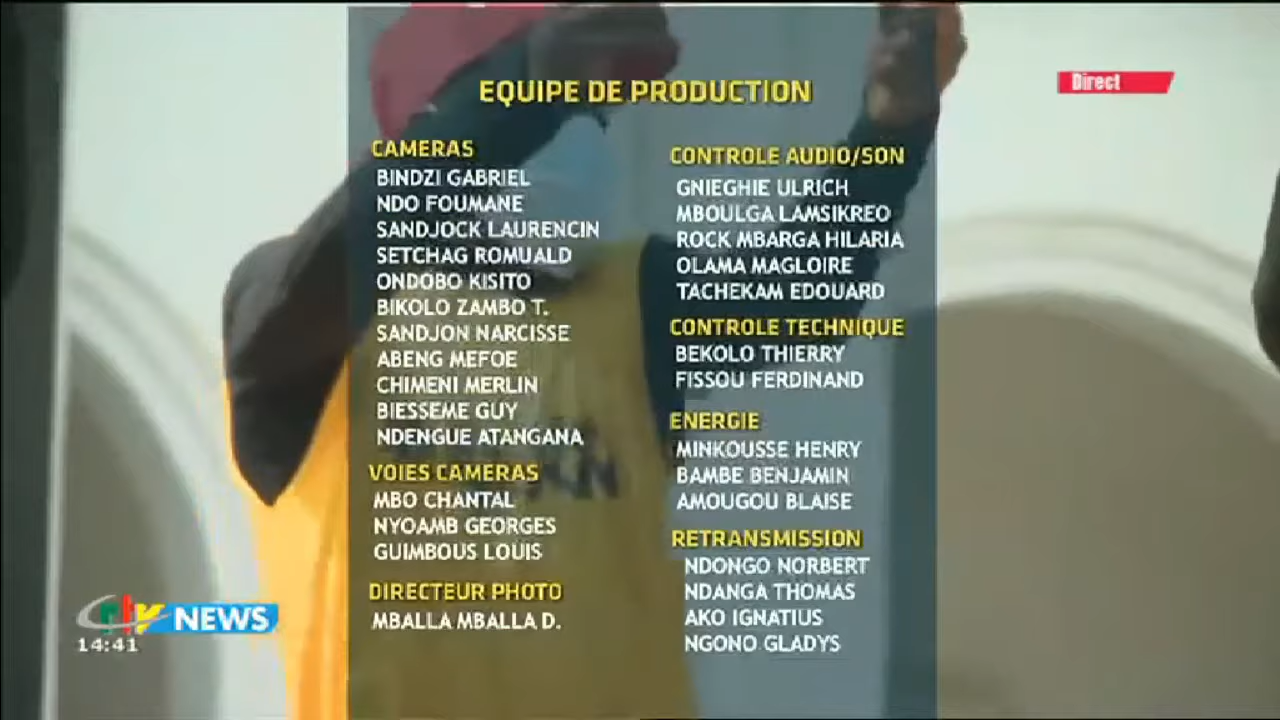 EQUIPE DE PRODUCTION
Direct
CAMERAS
BINDZI GABRIEL
NDO FOUMANE
SANDJOCK LAURENCIN
SETCHAG ROMUALD
ONDOBO KISITO
BIKOLO ZAMBO T.
SANDJON NARCISSE
ABENG MEFOE
CHIMENI MERLIN
BIESSEME GUY
NDENGUE ATANGANA
VOIES CAMERAS
MBO CHANTAL
NYOAMB GEORGES
GUIMBOUS LOUIS
DIRECTEUR PHOTO
MBALLA MBALLA D.
CONTROLE AUDIO/SON
GNIEGHIE ULRICH
MBOULGA LAMSIKREO
ROCK MBARGA HILARIA
OLAMA MAGLOIRE
TACHEKAM EDOUARD
CONTROLE TECHNIQUE
BEKOLO THIERRY
FISSOU FERDINAND
ENERGIE
MINKOUSSE HENRY
BAMBE BENJAMIN
AMOUGOU BLAISE
RETRANSMISSION
NDONGO NORBERT
NDANGA THOMAS
AKO IGNATIUS
NGONO GLADYS
NEWS
14:41